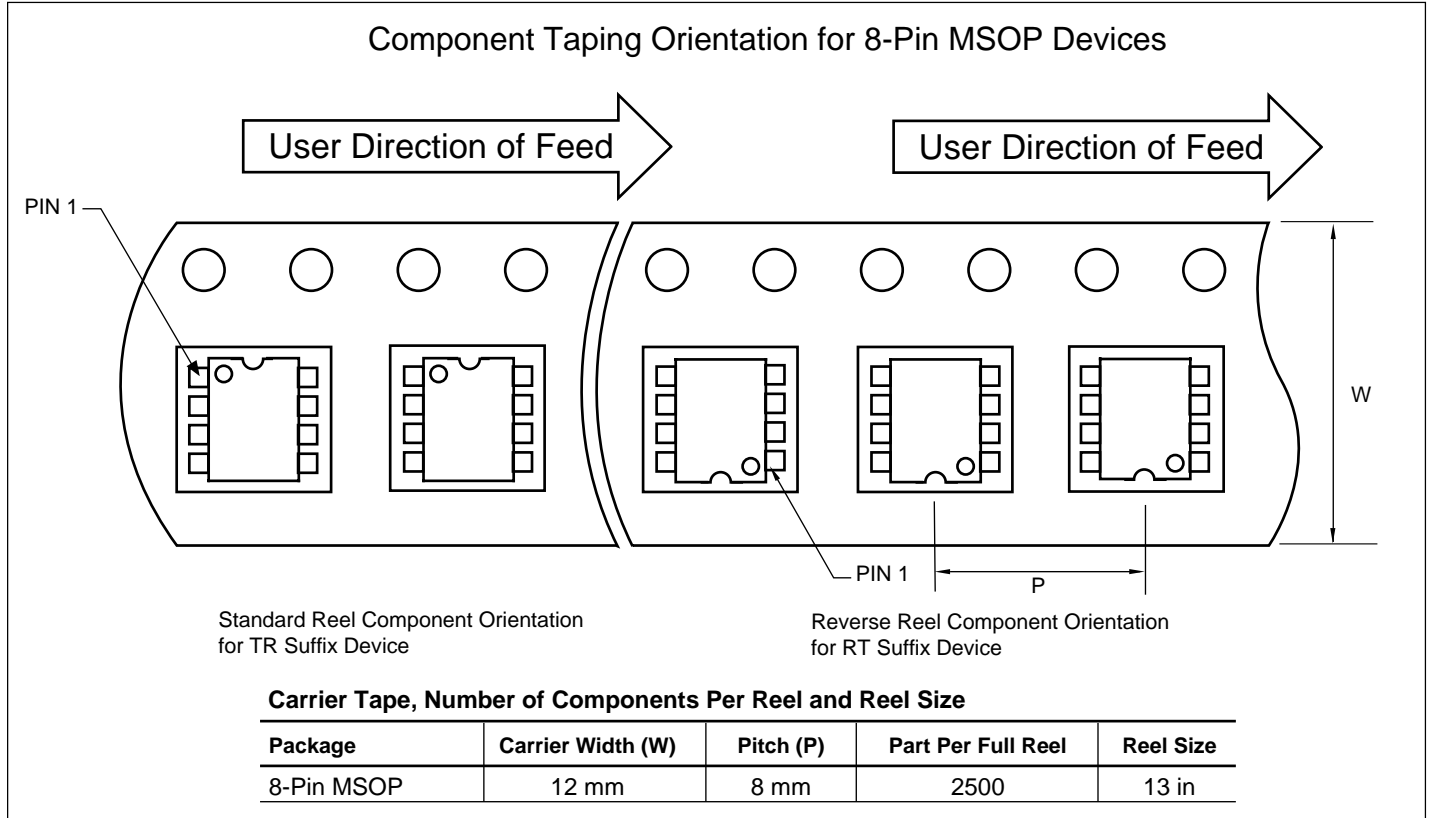 Component Taping Orientation for 8-Pin MSOP Devices
User Direction of Feed
User Direction of Feed
PIN 1
W
PIN 1
P
Standard Reel Component Orientation
for TR Suffix Device
Reverse Reel Component Orientation
for RT Suffix Device
Carrier Tape, Number of Components Per Reel and Reel Size
Package Carrier Width (W) Pitch (P) Part Per Full Reel Reel Size
8-Pin MSOP 12 mm 8 mm 2500 13 in